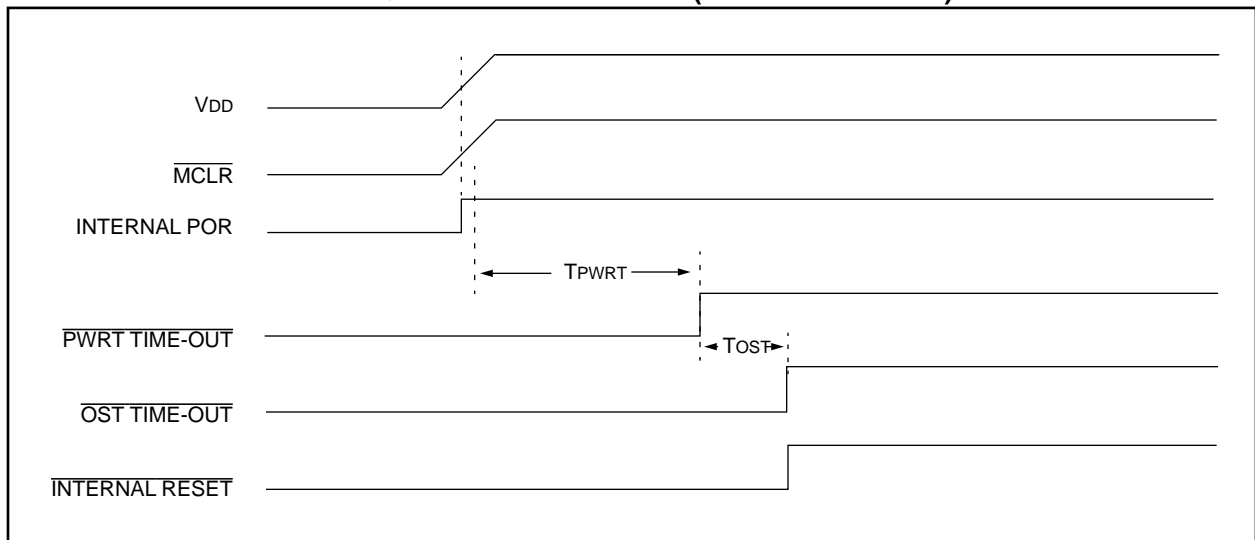 VDD
MCLR
INTERNAL POR
TPWRT
PWRT TIME-OUT
TOST
OST TIME-OUT
INTERNAL RESET